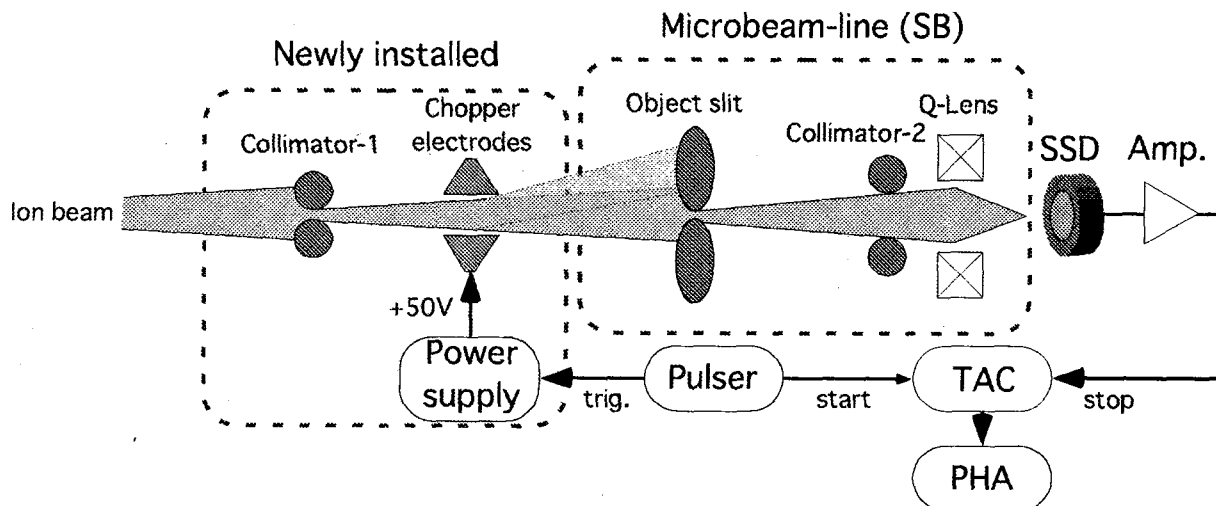 Microbeam-line (SB)
Newly installed
Chopper
electrodes
Object slit
Q-Lens
Collimator-1
Collimator-2
SSD
Amp.
Ion beam
+50V
Power
supply
trig.
Pulser
start
TAC
stop
PHA